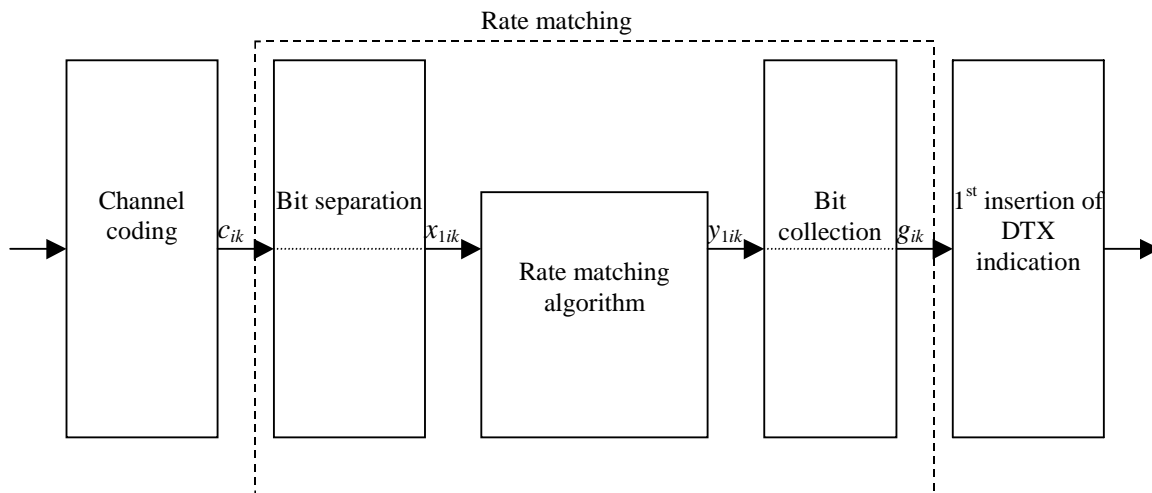 Rate matching
Channel
coding
c_ik
Bit separation
x_1ik
Rate matching
algorithm
y_1ik
Bit
collection
g_ik
1st insertion of
DTX
indication